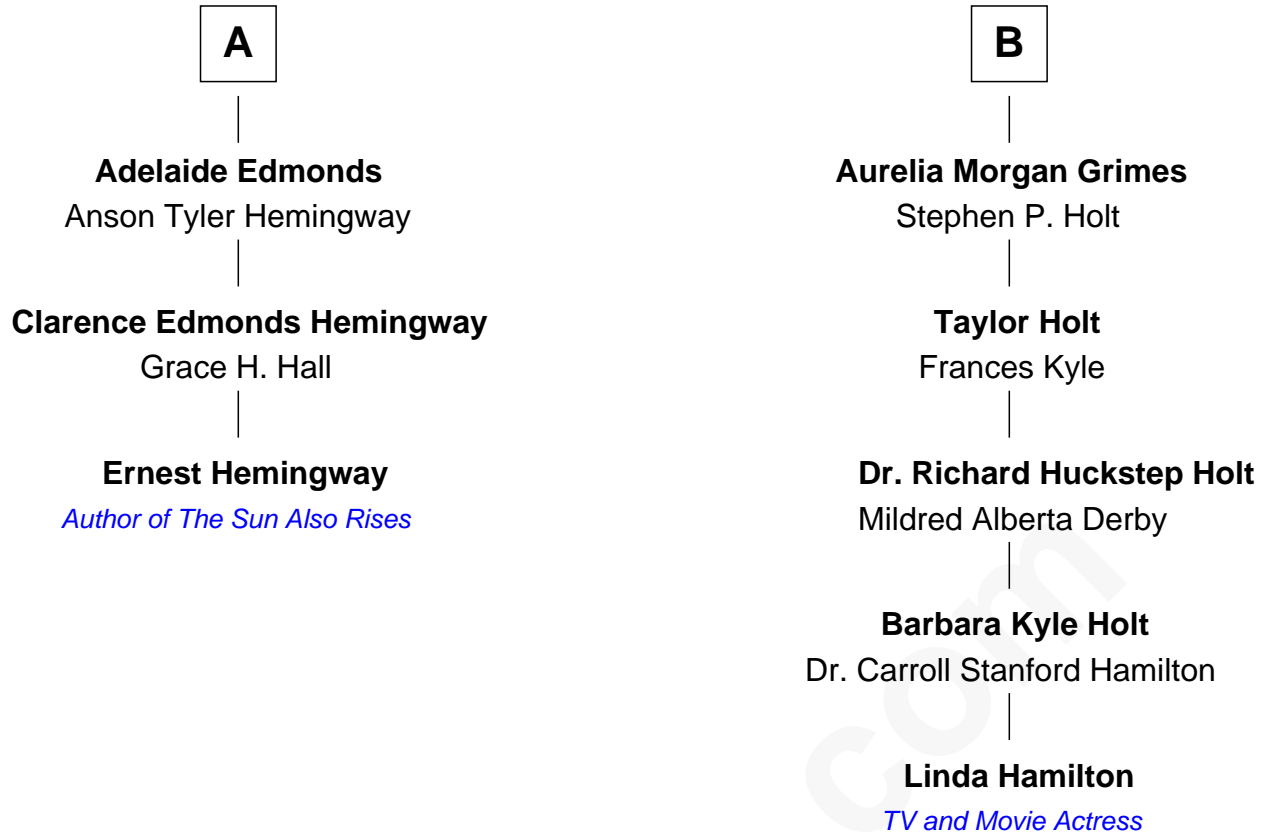 A
Adelaide Edmonds
Anson Tyler Hemingway
Clarence Edmonds Hemingway
Grace H. Hall
Ernest Hemingway
Author of The Sun Also Rises
B
Aurelia Morgan Grimes
Stephen P. Holt
Taylor Holt
Frances Kyle
Dr. Richard Huckstep Holt
Mildred Alberta Derby
Barbara Kyle Holt
Dr. Carroll Stanford Hamilton
Linda Hamilton
TV and Movie Actress
com